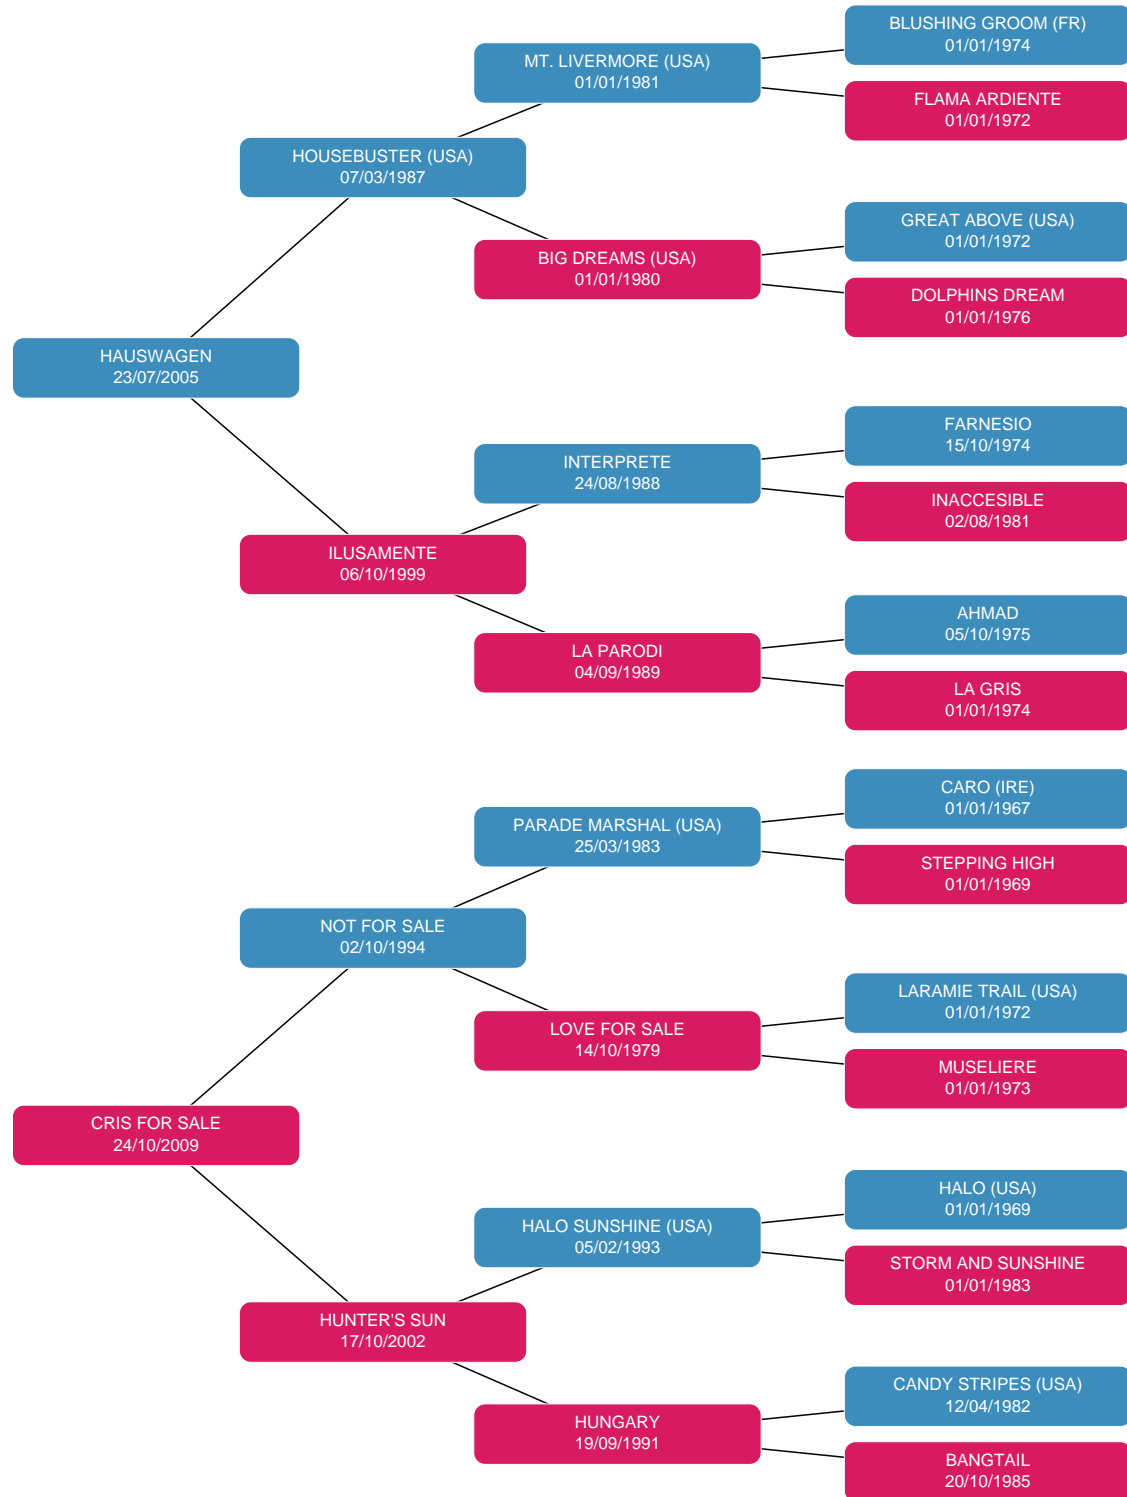 BLUSHING GROOM (FR)
01/01/1974
MT. LIVERMORE (USA)
01/01/1981
FLAMA ARDIENTE
01/01/1972
HOUSEBUSTER (USA)
07/03/1987
GREAT ABOVE (USA)
01/01/1972
BIG DREAMS (USA)
01/01/1980
DOLPHINS DREAM
01/01/1976
HAUSWAGEN
23/07/2005
FARNESIO
15/10/1974
INTERPRETE
24/08/1988
INACCESIBLE
02/08/1981
ILUSAMENTE
06/10/1999
AHMAD
05/10/1975
LA PARODI
04/09/1989
LA GRIS
01/01/1974
CARO (IRE)
01/01/1967
PARADE MARSHAL (USA)
25/03/1983
STEPPING HIGH
01/01/1969
NOT FOR SALE
02/10/1994
LARAMIE TRAIL (USA)
01/01/1972
LOVE FOR SALE
14/10/1979
MUSELIERE
01/01/1973
CRIS FOR SALE
24/10/2009
HALO (USA)
01/01/1969
HALO SUNSHINE (USA)
05/02/1993
STORM AND SUNSHINE
01/01/1983
HUNTER'S SUN
17/10/2002
CANDY STRIPES (USA)
12/04/1982
HUNGARY
19/09/1991
BANGTAIL
20/10/1985